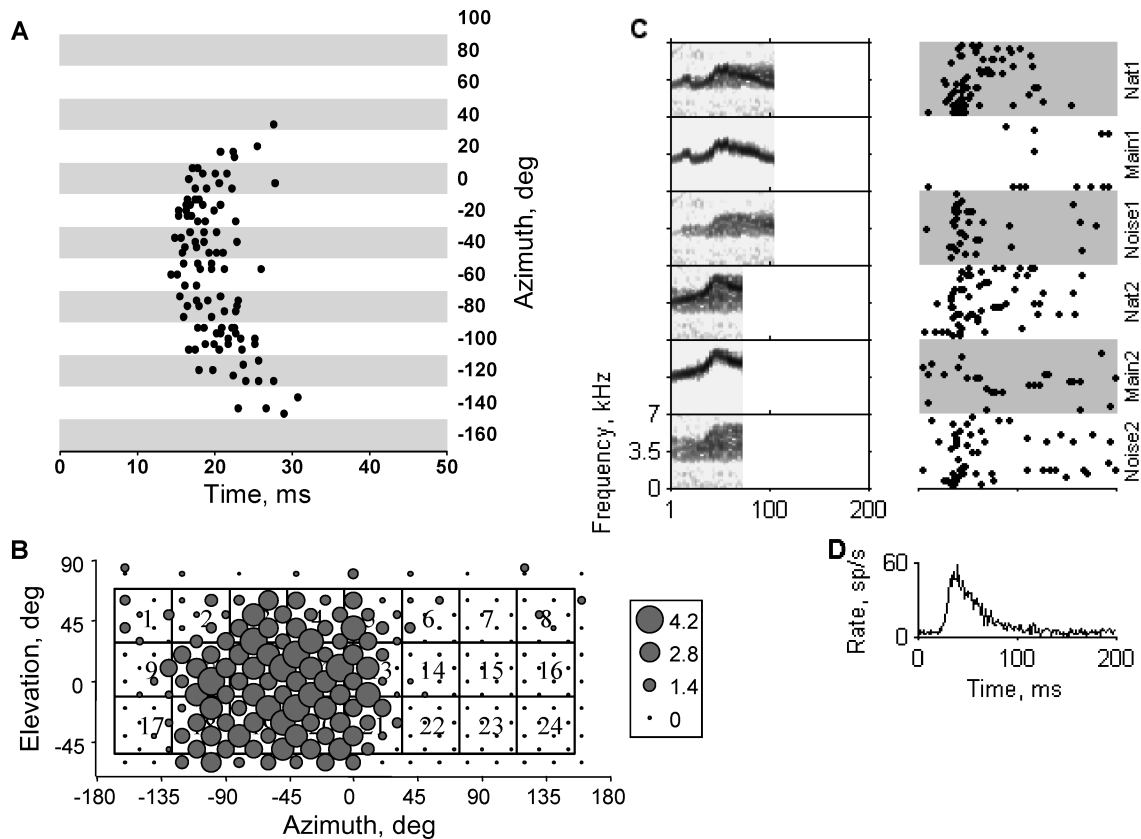 A
100
80
60
40
20
0
-20
-40
-60
-80
-100
-120
-140
-160
Azimuth, deg
0 10 20 30 40 50
Time, ms
B
90
45
0
-45
Elevation, deg
1 2 4 6 7 8
9 3 14 15 16
17 22 23 24
-180 -135 -90 -45 0 45 90 135 180
Azimuth, deg
4.2
2.8
1.4
0
C
7
3.5
0
Frequency, kHz
1 100 200
Nat1
Main1
Noise1
Nat2
Main2
Noise2
D
60
0
Rate, sp/s
0 100 200
Time, ms